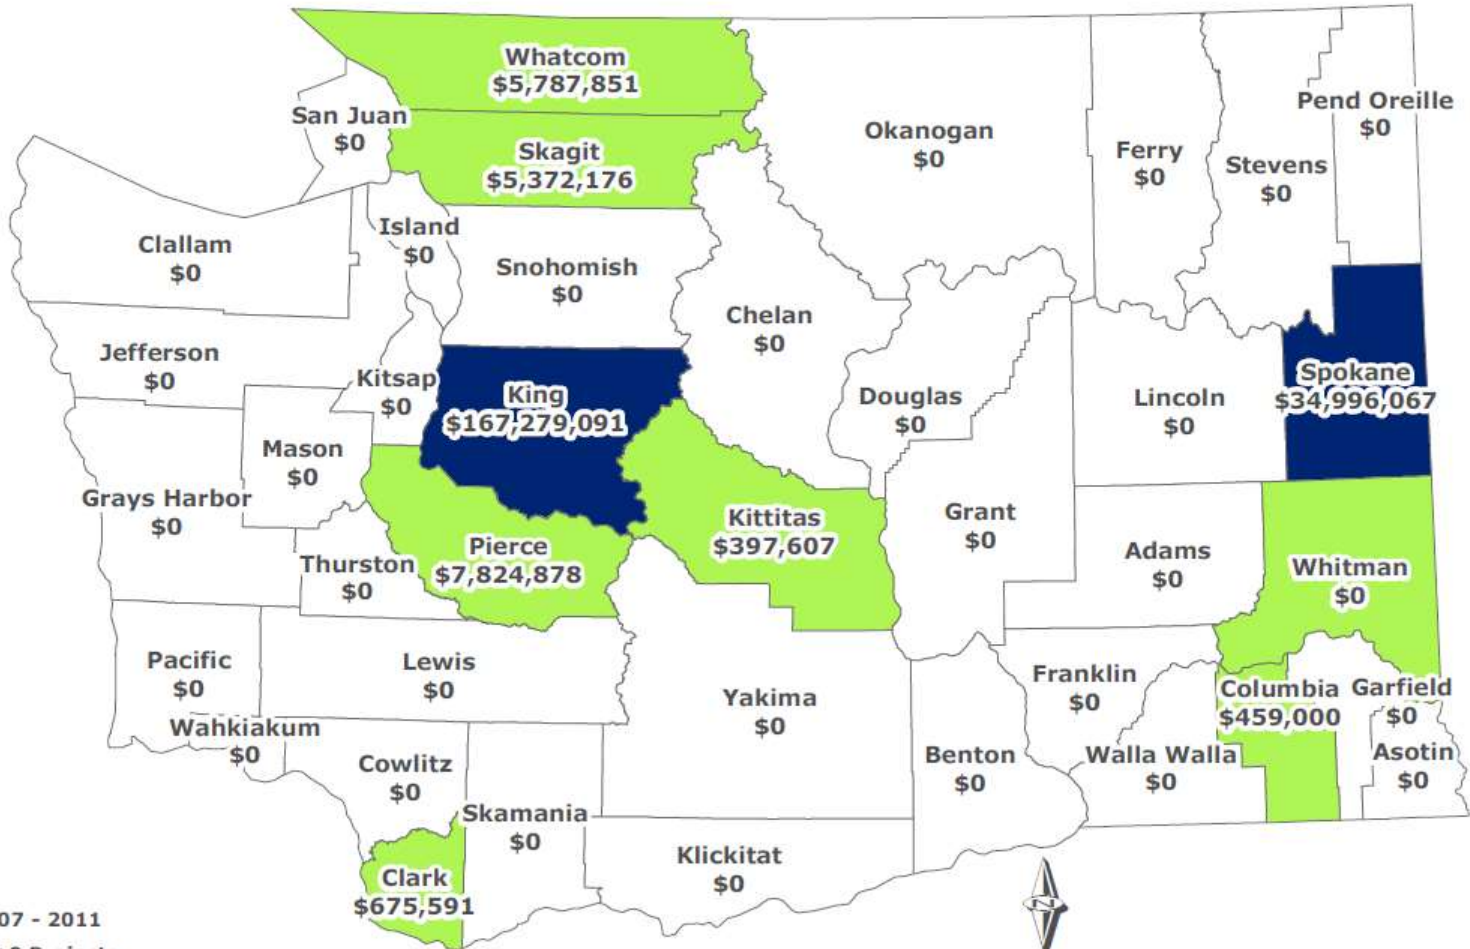 Whatcom
$5,787,851
San Juan
$0
Skagit
$5,372,176
Okanogan
$0
Ferry
$0
Stevens
$0
Pend Oreille
$0
Clallam
$0
Island
$0
Snohomish
$0
Chelan
$0
Jefferson
$0
Kitsap
$0
King
$167,279,091
Douglas
$0
Lincoln
$0
Spokane
$34,996,067
Mason
$0
Grays Harbor
$0
Thurston
$0
Pierce
$7,824,878
Kittitas
$397,607
Grant
$0
Adams
$0
Whitman
$0
Pacific
$0
Lewis
$0
Yakima
$0
Franklin
$0
Columbia
$459,000
Garfield
$0
Wahkiakum
$0
Cowlitz
$0
Skamania
$0
Benton
$0
Walla Walla
$0
Asotin
$0
Clark
$675,591
Klickitat
$0
N
07 - 2011